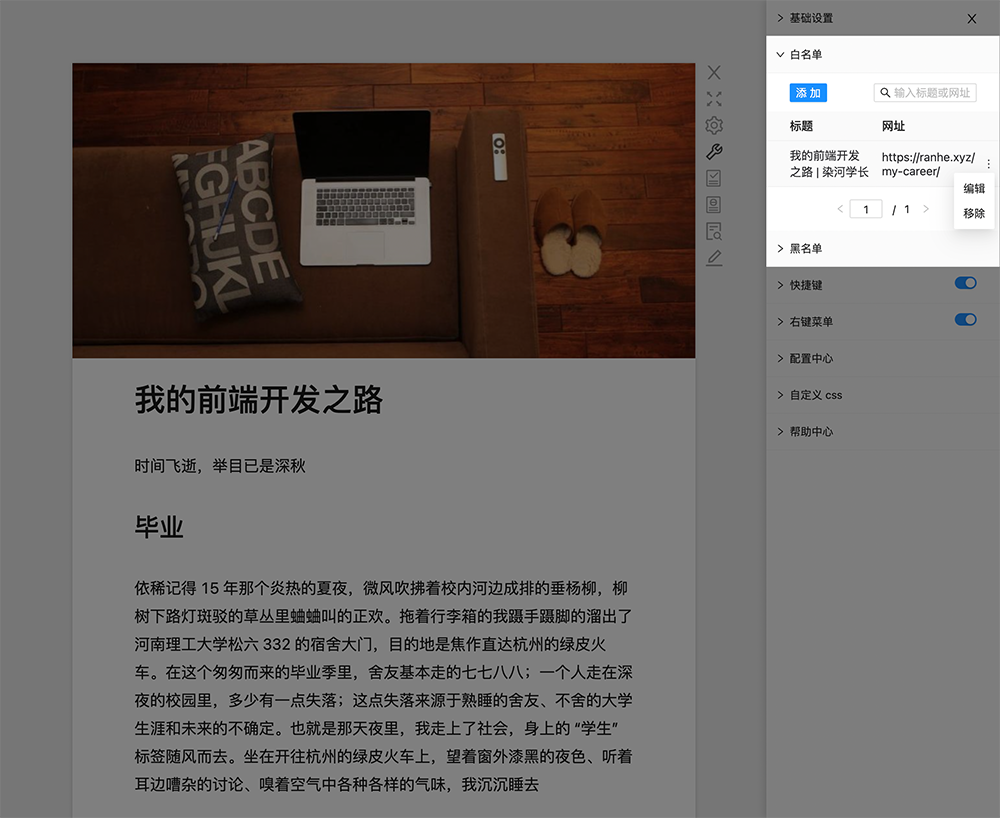 基础设置
白名单
添 加
输入标题或网址
标题 网址
我的前端开发
之路 | 染河学长
https://ranhe.xyz/
my-career/
编辑
移除
1 / 1
黑名单
快捷键
右键菜单
配置中心
自定义 css
帮助中心
ABCDE
FGHIJKL
我的前端开发之路
时间飞逝，举目已是深秋
毕业
依稀记得 15 年那个炎热的夏夜，微风吹拂着校内河边成排的垂杨柳，柳
树下路灯斑驳的草丛里蛐蛐叫的正欢。拖着行李箱的我蹑手蹑脚的溜出了
河南理工大学松六 332 的宿舍大门，目的地是焦作直达杭州的绿皮火
车。在这个匆匆而来的毕业季里，舍友基本走的七七八八；一个人走在深
夜的校园里，多少有一点失落；这点失落来源于熟睡的舍友、不舍的大学
生涯和未来的不确定。也就是那天夜里，我走上了社会，身上的 “学生”
标签随风而去。坐在开往杭州的绿皮火车上，望着窗外漆黑的夜色、听着
耳边嘈杂的讨论、嗅着空气中各种各样的气味，我沉沉睡去